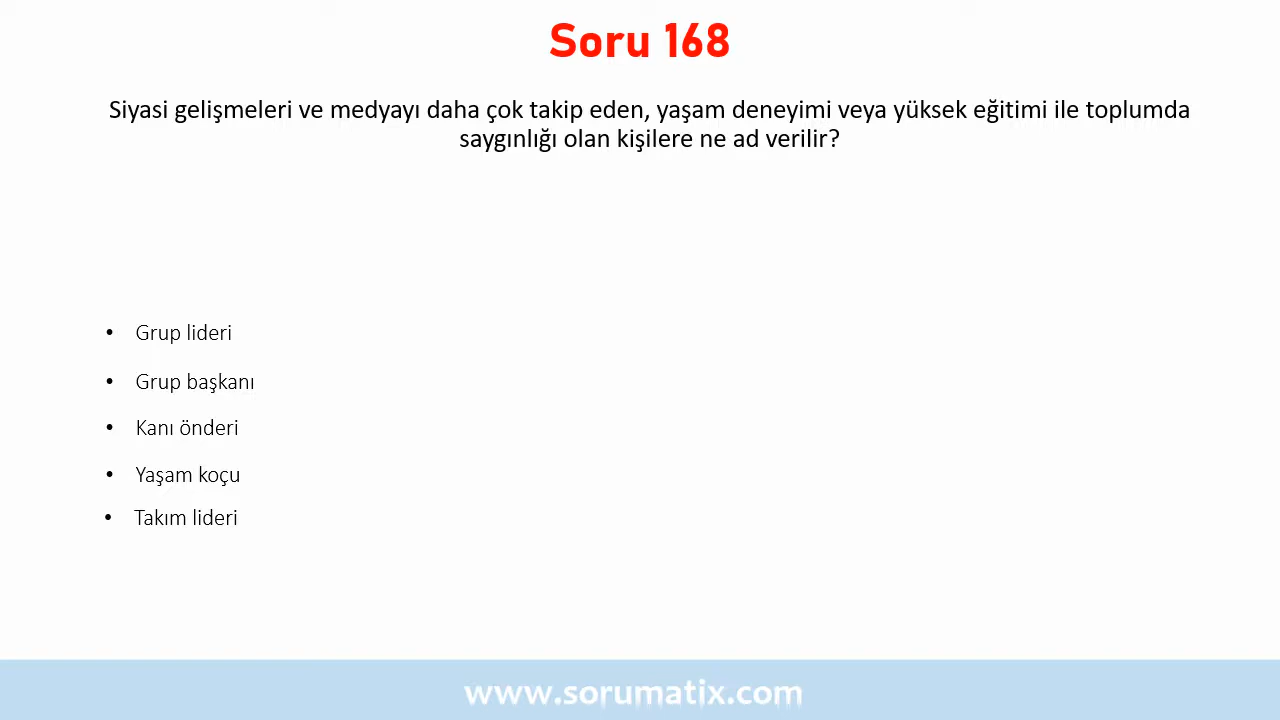 Soru 168
Siyasi gelişmeleri ve medyayı daha çok takip eden, yaşam deneyimi veya yüksek eğitimi ile toplumda
saygınlığı olan kişilere ne ad verilir?
• Grup lideri
• Grup başkanı
• Kanı önderi
• Yaşam koçu
• Takım lideri
www.sorumatix.com